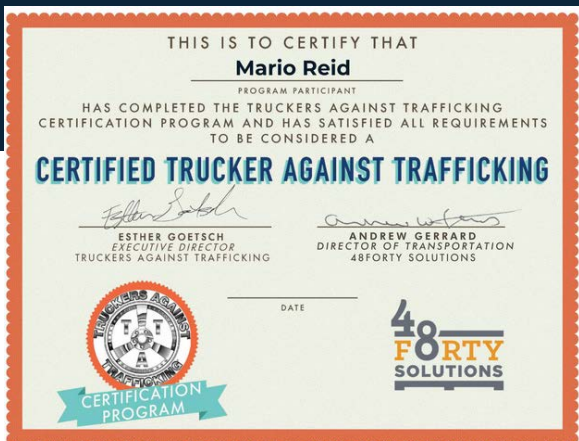 THIS IS TO CERTIFY THAT
Mario Reid
PROGRAM PARTICIPANT
HAS COMPLETED THE TRUCKERS AGAINST TRAFFICKING
CERTIFICATION PROGRAM AND HAS SATISFIED ALL REQUIREMENTS
TO BE CONSIDERED A
CERTIFIED TRUCKER AGAINST TRAFFICKING
ESTHER GOETSCH
EXECUTIVE DIRECTOR
TRUCKERS AGAINST TRAFFICKING
ANDREW GERRARD
DIRECTOR OF TRANSPORTATION
48FORTY SOLUTIONS
DATE
TRUCKERS AGAINST
TRAFFICKING
T T
A
CERTIFICATION
PROGRAM
48
FORTY
SOLUTIONS